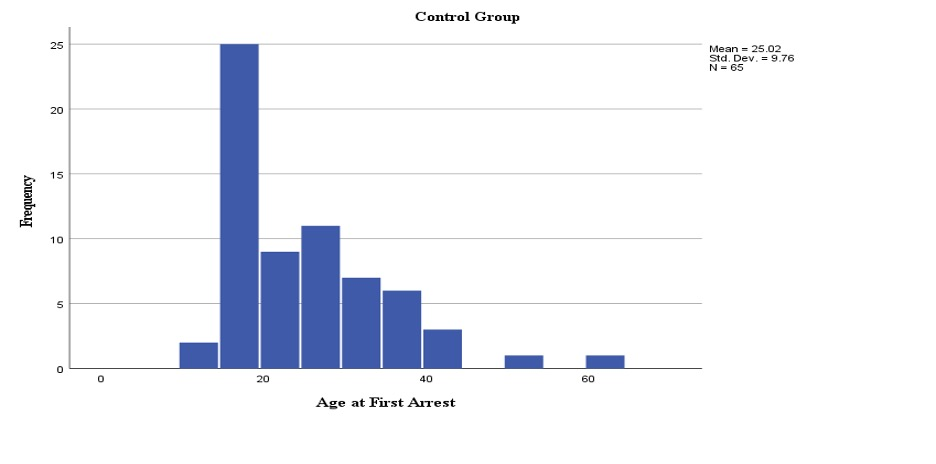 Control Group
Mean = 25.02
Std. Dev. = 9.76
N = 65
25
20
15
10
5
0
Frequency
0 20 40 60
Age at First Arrest